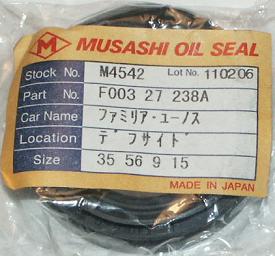 M MUSASHI OIL SEAL
Stock No. M4542 Lot No. 110206
Part No. F003 27 238A
Car Name ファミリア・ユーノス
Location デフサイド
Size 35 56 9 15
MADE IN JAPAN